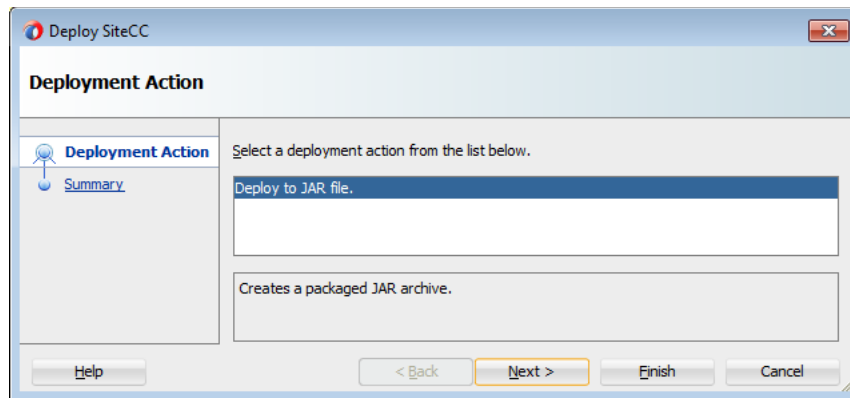 Deploy SiteCC
Deployment Action
Deployment Action
Summary
Select a deployment action from the list below.
Deploy to JAR file.
Creates a packaged JAR archive.
Help
< Back
Next >
Finish
Cancel